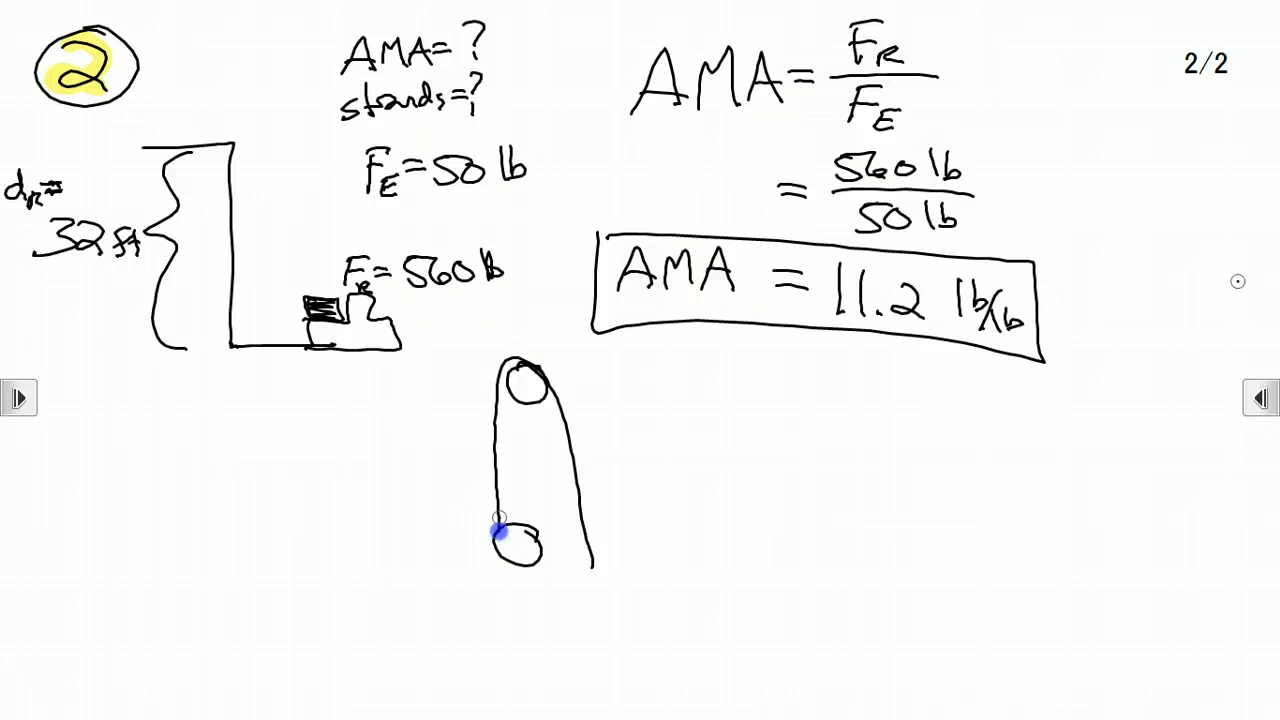 2
AMA=?
strands=?
F_E=50 lb
d_R=
32 ft
F_R=560 lb
AMA= F_R/F_E
= 560 lb/50 lb
AMA = 11.2 lb/lb
2/2